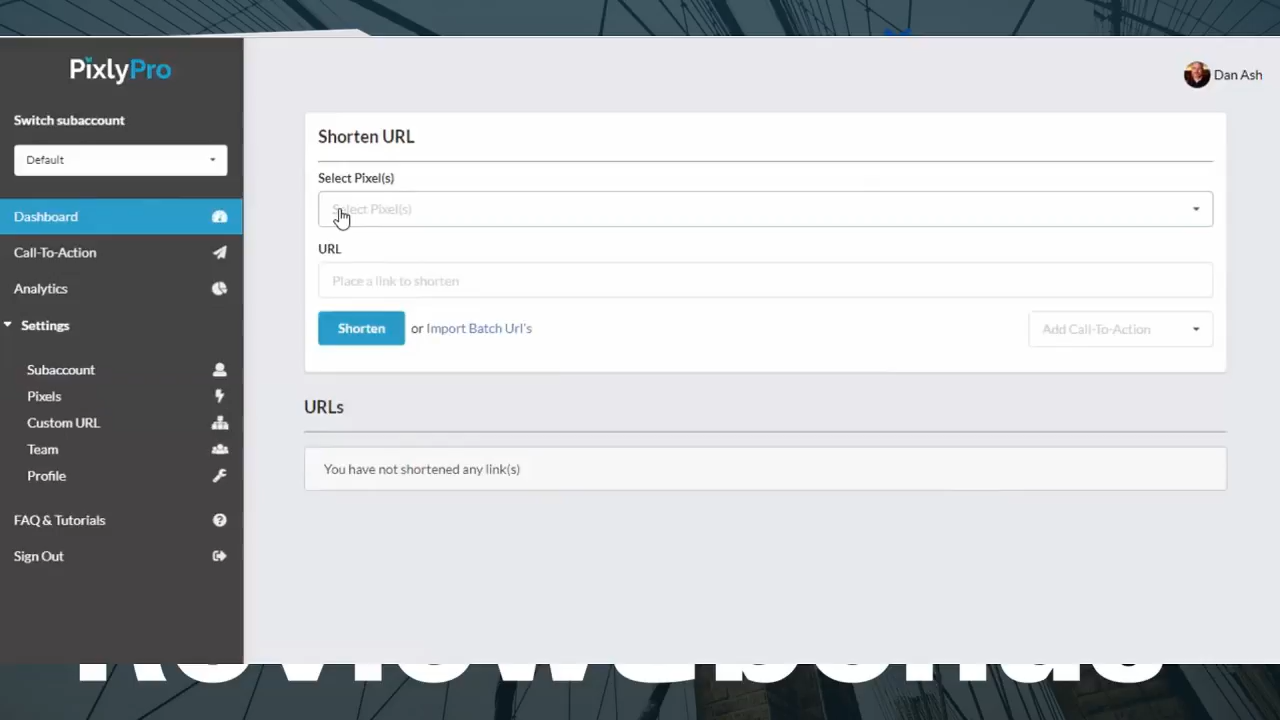 PixlyPro
Dan Ash
Switch subaccount
Default
Dashboard
Call-To-Action
Analytics
Settings
Subaccount
Pixels
Custom URL
Team
Profile
FAQ & Tutorials
Sign Out
Shorten URL
Select Pixel(s)
Select Pixel(s)
URL
Place a link to shorten
Shorten or Import Batch Url's
Add Call-To-Action
URLs
You have not shortened any link(s)